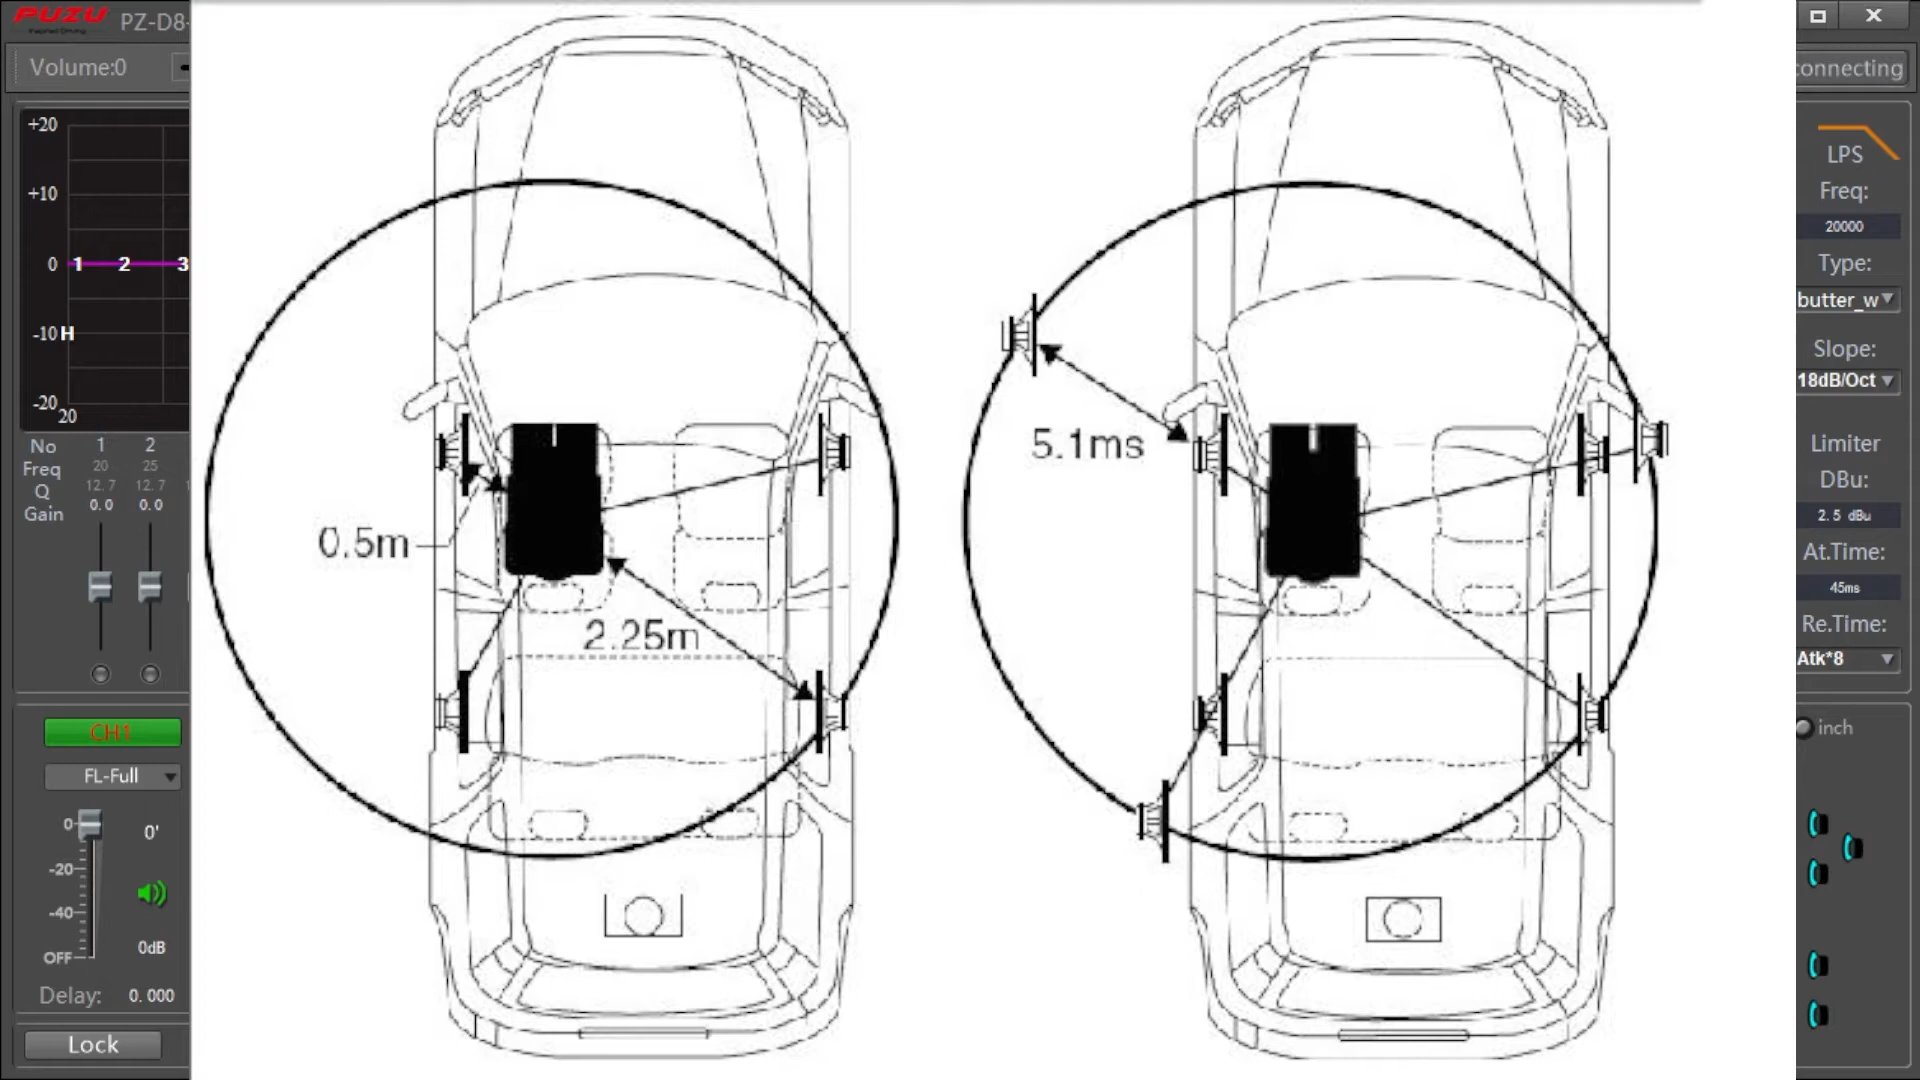 PUZU PZ-D8-
Volume:0
connecting
+20
+10
0 1 2 3
-10 H
-20
20
No 1 2
Freq 20 25
Q 12.7 12.7
Gain 0.0 0.0
CH1
FL-Full
0
0'
-20
-40
OFF
0dB
Delay: 0.000
Lock
0.5m
2.25m
5.1ms
LPS
Freq:
20000
Type:
butter_w
Slope:
18dB/Oct
Limiter
DBu:
2.5 dBu
At.Time:
45ms
Re.Time:
Atk*8
inch